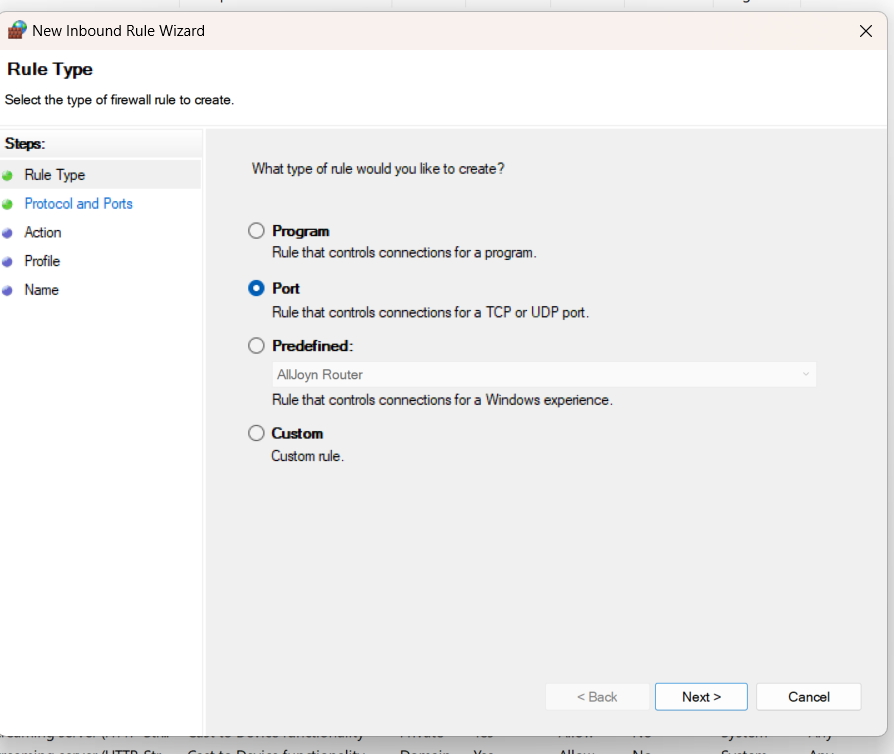 New Inbound Rule Wizard
Rule Type
Select the type of firewall rule to create.
Steps:
Rule Type
Protocol and Ports
Action
Profile
Name
What type of rule would you like to create?
Program
Rule that controls connections for a program.
Port
Rule that controls connections for a TCP or UDP port.
Predefined:
AllJoyn Router
Rule that controls connections for a Windows experience.
Custom
Custom rule.
< Back
Next >
Cancel